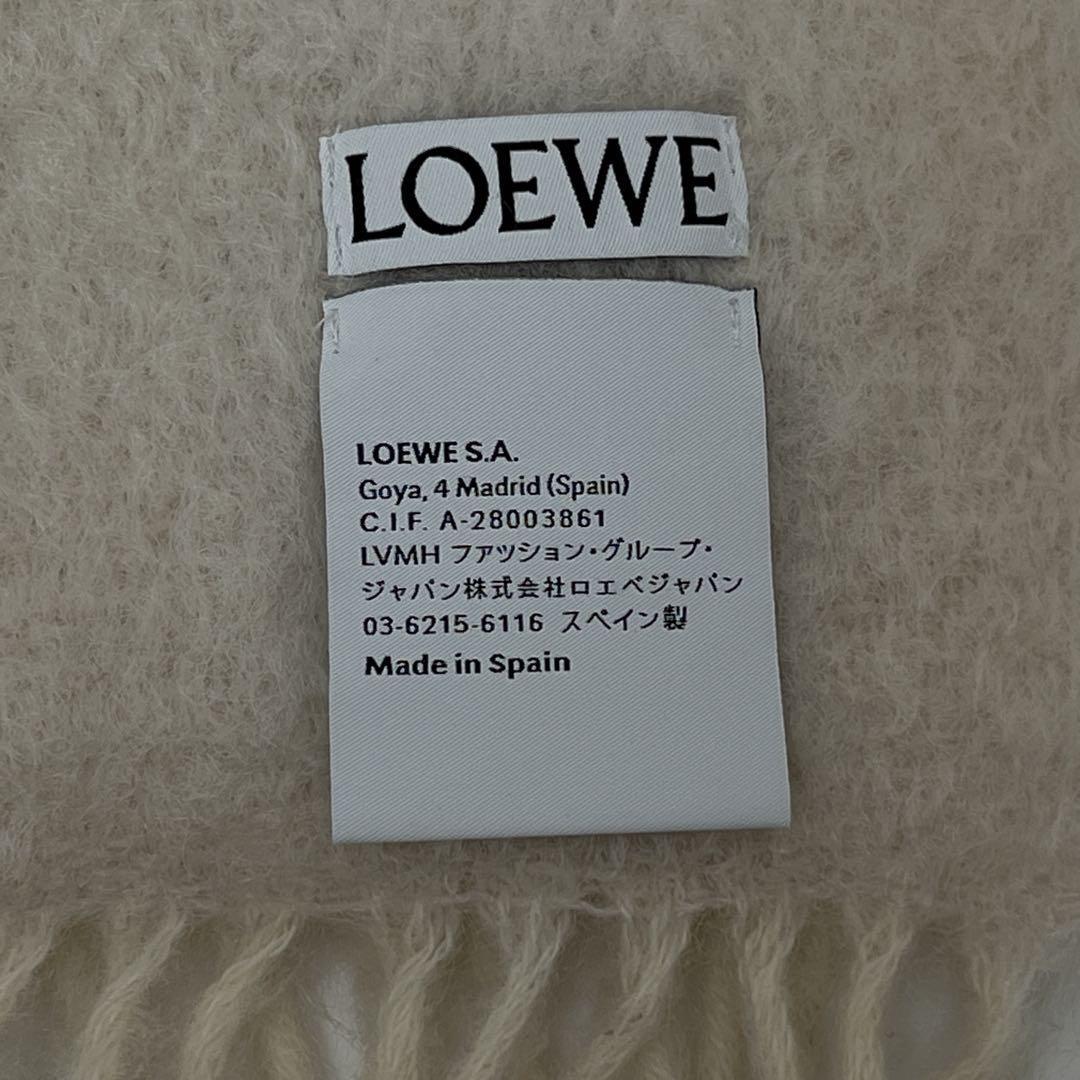 LOEWE
LOEWE S.A.
Goya, 4 Madrid (Spain)
C.I.F. A-28003861
LVMH ファッション・グループ・
ジャパン株式会社ロエベジャパン
03-6215-6116 スペイン製
Made in Spain